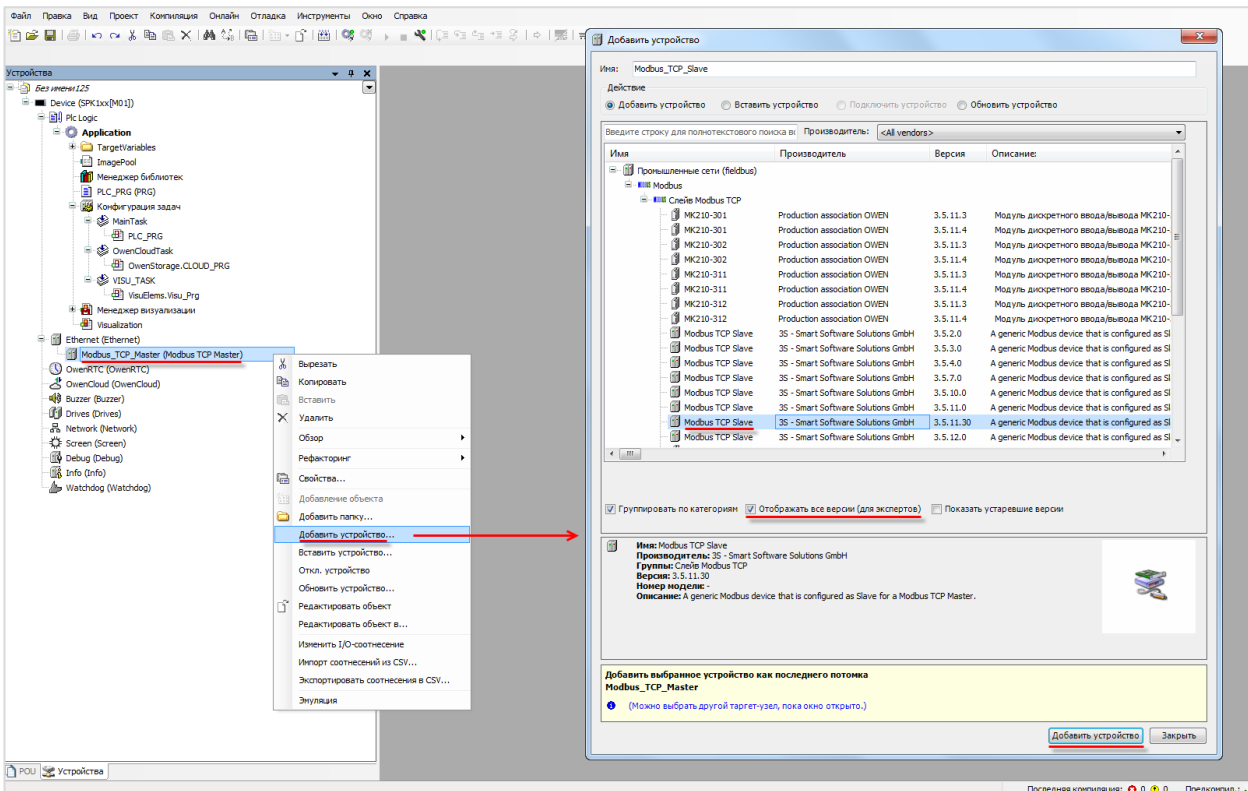 Файл Правка Вид Проект Компиляция Онлайн Отладка Инструменты Окно Справка
Устройства
Без имени125
Device (SPK1xx[M01])
Plc Logic
Application
TargetVariables
ImagePool
Менеджер библиотек
PLC_PRG (PRG)
Конфигурация задач
MainTask
PLC_PRG
OwenCloudTask
OwenStorage.CLOUD_PRG
VISU_TASK
VisuElems.Visu_Prg
Менеджер визуализации
Visualization
Ethernet (Ethernet)
Modbus_TCP_Master (Modbus TCP Master)
OwenRTC (OwenRTC)
OwenCloud (OwenCloud)
Buzzer (Buzzer)
Drives (Drives)
Network (Network)
Screen (Screen)
Debug (Debug)
Info (Info)
Watchdog (Watchdog)
POU Устройства
Вырезать
Копировать
Вставить
Удалить
Обзор
Рефакторинг
Свойства...
Добавление объекта
Добавить папку...
Добавить устройство...
Вставить устройство...
Откл. устройство
Обновить устройство...
Редактировать объект
Редактировать объект в...
Изменить I/O-соотнесение
Импорт соотнесений из CSV...
Экспортировать соотнесения в CSV...
Эмуляция
Добавить устройство
Имя: Modbus_TCP_Slave
Действие
Добавить устройство Вставить устройство Подключить устройство Обновить устройство
Введите строку для полнотекстового поиска во Производитель: <All vendors>
Имя Производитель Версия Описание:
Промышленные сети (fieldbus)
Modbus
Слейв Modbus TCP
МК210-301 Production association OWEN 3.5.11.3 Модуль дискретного ввода/вывода МК210-
МК210-301 Production association OWEN 3.5.11.4 Модуль дискретного ввода/вывода МК210-
МК210-302 Production association OWEN 3.5.11.3 Модуль дискретного ввода/вывода МК210-
МК210-302 Production association OWEN 3.5.11.4 Модуль дискретного ввода/вывода МК210-
МК210-311 Production association OWEN 3.5.11.3 Модуль дискретного ввода/вывода МК210-
МК210-311 Production association OWEN 3.5.11.4 Модуль дискретного ввода/вывода МК210-
МК210-312 Production association OWEN 3.5.11.3 Модуль дискретного ввода/вывода МК210-
МК210-312 Production association OWEN 3.5.11.4 Модуль дискретного ввода/вывода МК210-
Modbus TCP Slave 3S - Smart Software Solutions GmbH 3.5.2.0 A generic Modbus device that is configured as Sl
Modbus TCP Slave 3S - Smart Software Solutions GmbH 3.5.3.0 A generic Modbus device that is configured as Sl
Modbus TCP Slave 3S - Smart Software Solutions GmbH 3.5.4.0 A generic Modbus device that is configured as Sl
Modbus TCP Slave 3S - Smart Software Solutions GmbH 3.5.7.0 A generic Modbus device that is configured as Sl
Modbus TCP Slave 3S - Smart Software Solutions GmbH 3.5.10.0 A generic Modbus device that is configured as Sl
Modbus TCP Slave 3S - Smart Software Solutions GmbH 3.5.11.0 A generic Modbus device that is configured as Sl
Modbus TCP Slave 3S - Smart Software Solutions GmbH 3.5.11.30 A generic Modbus device that is configured as Sl
Modbus TCP Slave 3S - Smart Software Solutions GmbH 3.5.12.0 A generic Modbus device that is configured as Sl
Группировать по категориям Отображать все версии (для экспертов) Показать устаревшие версии
Имя: Modbus TCP Slave
Производитель: 3S - Smart Software Solutions GmbH
Группы: Слейв Modbus TCP
Версия: 3.5.11.30
Номер модели: -
Описание: A generic Modbus device that is configured as Slave for a Modbus TCP Master.
Добавить выбранное устройство как последнего потомка
Modbus_TCP_Master
(Можно выбрать другой таргет-узел, пока окно открыто.)
Добавить устройство Закрыть
Последняя компиляция: 0 0 Предкомпил.: